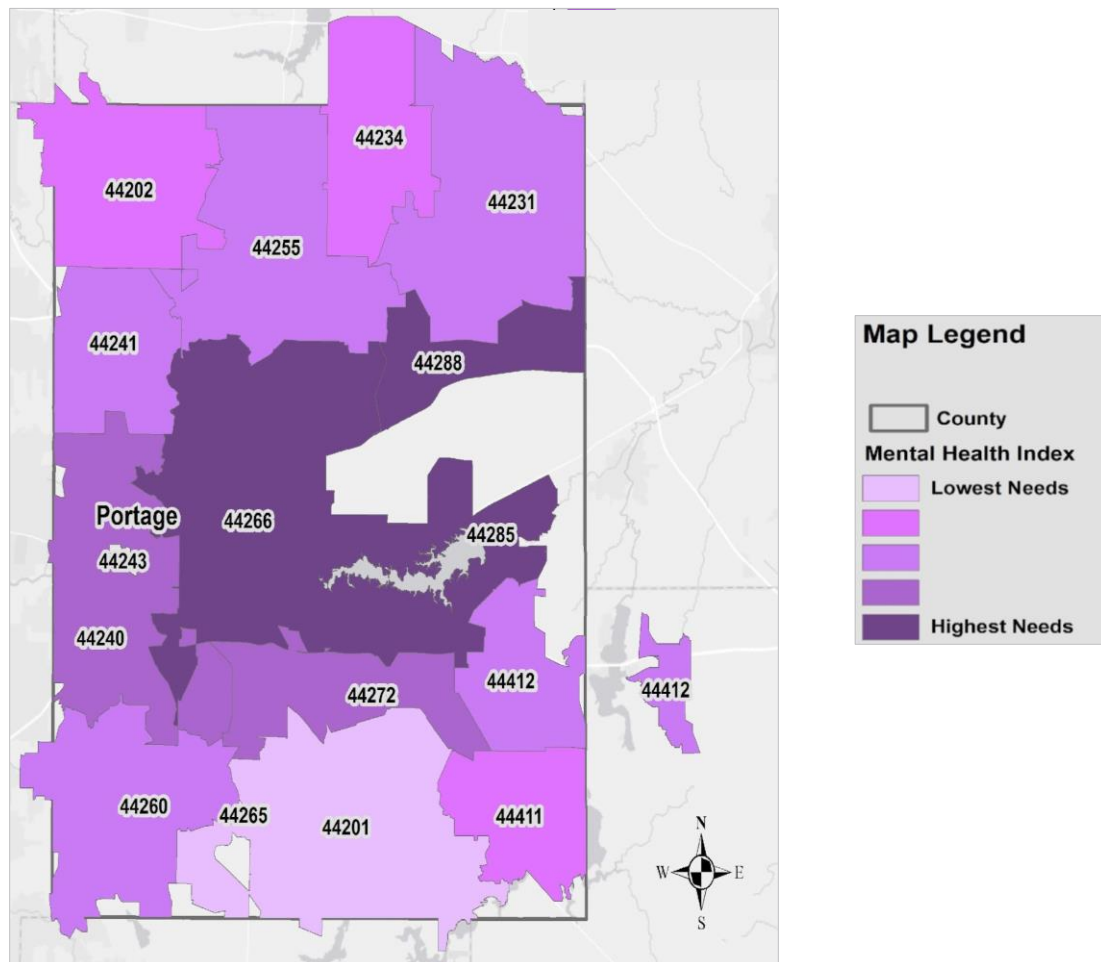 44234
44202
44231
44255
44241
44288
Portage
44266
44285
44243
44240
44412
44272
44412
44260
44265
44201
44411
N
W E
S
Map Legend
County
Mental Health Index
Lowest Needs
Highest Needs